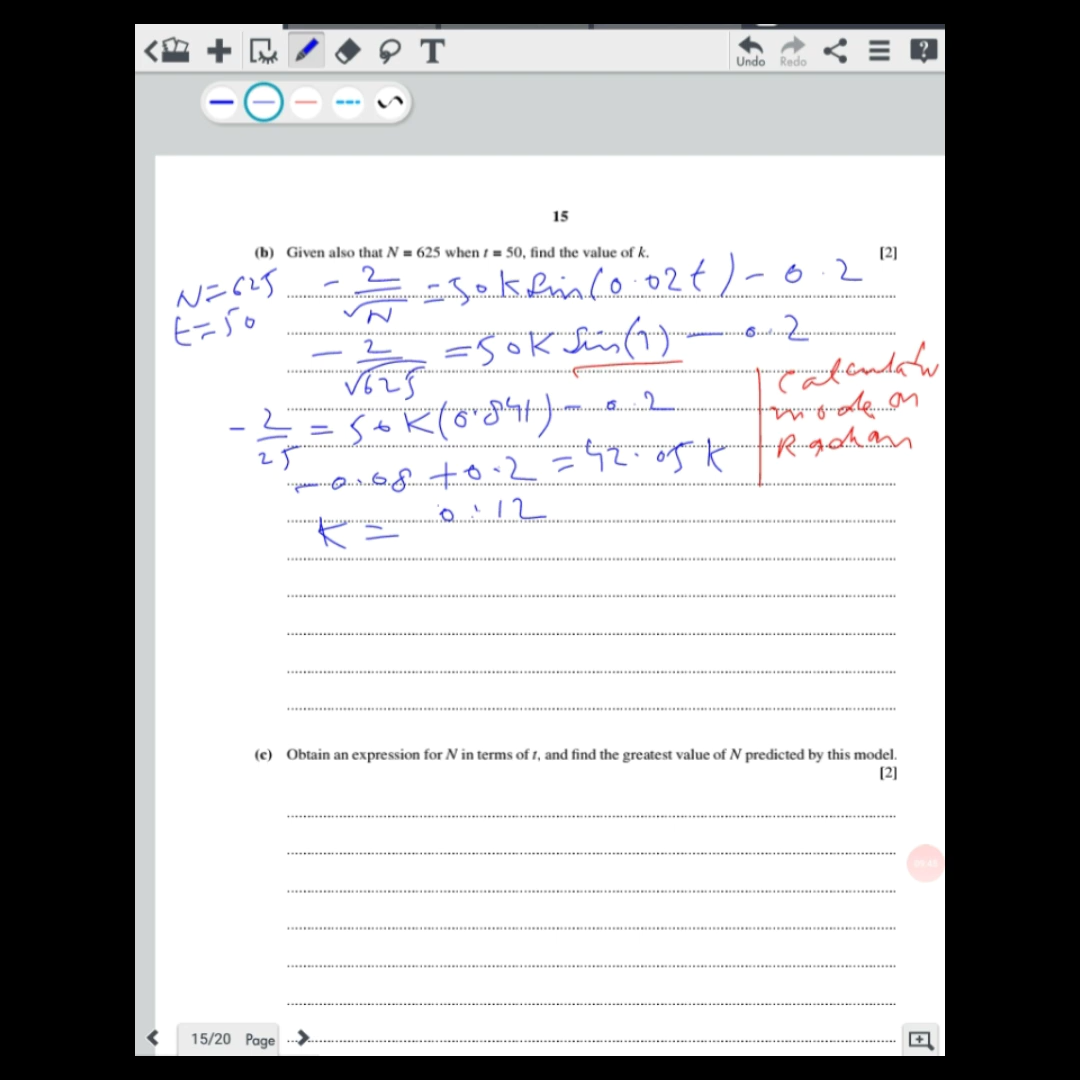 T
Undo
Redo
15
(b) Given also that N = 625 when t = 50, find the value of k. [2]
N=625
t=50
- 2/√N = 50k Sin(0.02t) - 0.2
- 2/√625 = 50k Sin(1) - 0.2
Calculator
mode on
Radian
- 2/25 = 50k(0.841) - 0.2
-0.08 + 0.2 = 42.05 k
k = 0.12
(c) Obtain an expression for N in terms of t, and find the greatest value of N predicted by this model.
[2]
15/20 Page